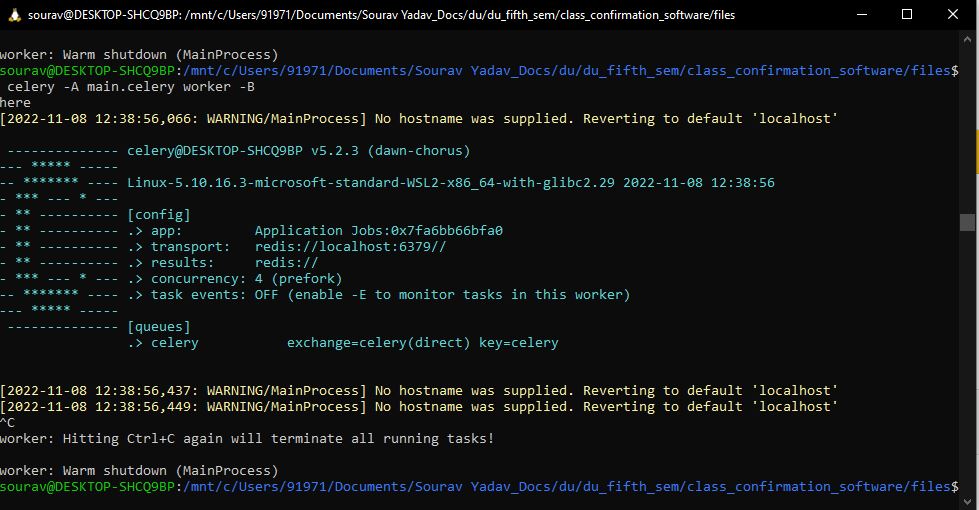 sourav@DESKTOP-SHCQ9BP: /mnt/c/Users/91971/Documents/Sourav Yadav_Docs/du/du_fifth_sem/class_confirmation_software/files
worker: Warm shutdown (MainProcess)
sourav@DESKTOP-SHCQ9BP:/mnt/c/Users/91971/Documents/Sourav Yadav_Docs/du/du_fifth_sem/class_confirmation_software/files$
 celery -A main.celery worker -B
here
[2022-11-08 12:38:56,066: WARNING/MainProcess] No hostname was supplied. Reverting to default 'localhost'
 -------------- celery@DESKTOP-SHCQ9BP v5.2.3 (dawn-chorus)
--- ***** -----
-- ******* ---- Linux-5.10.16.3-microsoft-standard-WSL2-x86_64-with-glibc2.29 2022-11-08 12:38:56
- *** --- * ---
- ** ---------- [config]
- ** ---------- .> app:         Application Jobs:0x7fa6bb66bfa0
- ** ---------- .> transport:   redis://localhost:6379//
- ** ---------- .> results:     redis://
- *** --- * --- .> concurrency: 4 (prefork)
-- ******* ---- .> task events: OFF (enable -E to monitor tasks in this worker)
--- ***** -----
 -------------- [queues]
                .> celery           exchange=celery(direct) key=celery
[2022-11-08 12:38:56,437: WARNING/MainProcess] No hostname was supplied. Reverting to default 'localhost'
[2022-11-08 12:38:56,449: WARNING/MainProcess] No hostname was supplied. Reverting to default 'localhost'
^C
worker: Hitting Ctrl+C again will terminate all running tasks!
worker: Warm shutdown (MainProcess)
sourav@DESKTOP-SHCQ9BP:/mnt/c/Users/91971/Documents/Sourav Yadav_Docs/du/du_fifth_sem/class_confirmation_software/files$